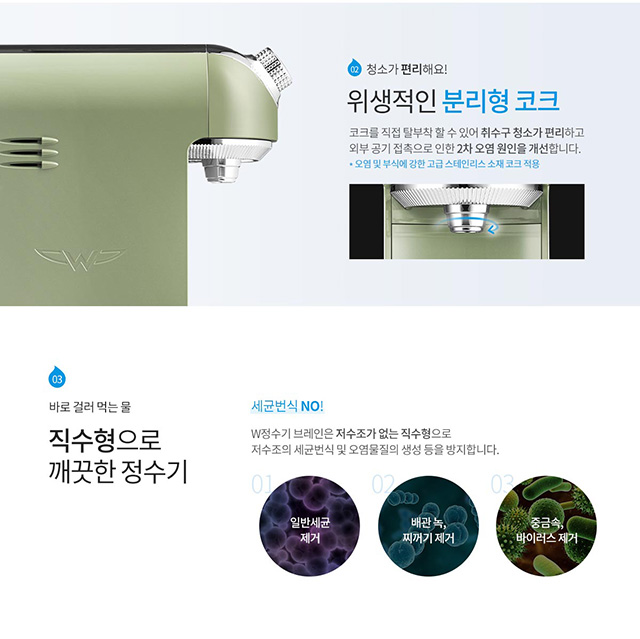 02 청소가 편리해요!
위생적인 분리형 코크
코크를 직접 탈부착 할 수 있어 취수구 청소가 편리하고
외부 공기 접촉으로 인한 2차 오염 원인을 개선합니다.
* 오염 및 부식에 강한 고급 스테인리스 소재 코크 적용
W
03
바로 걸러 먹는 물
직수형으로
깨끗한 정수기
세균번식 NO!
W정수기 브레인은 저수조가 없는 직수형으로
저수조의 세균번식 및 오염물질의 생성 등을 방지합니다.
01
일반세균
제거
02
배관 녹,
찌꺼기 제거
03
중금속,
바이러스 제거